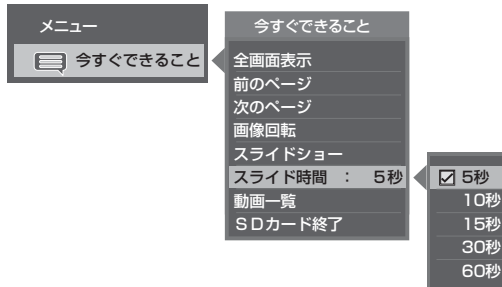 メニュー
今すぐできること
今すぐできること
全画面表示
前のページ
次のページ
画像回転
スライドショー
スライド時間 : 5秒
動画一覧
SDカード終了
5秒
10秒
15秒
30秒
60秒